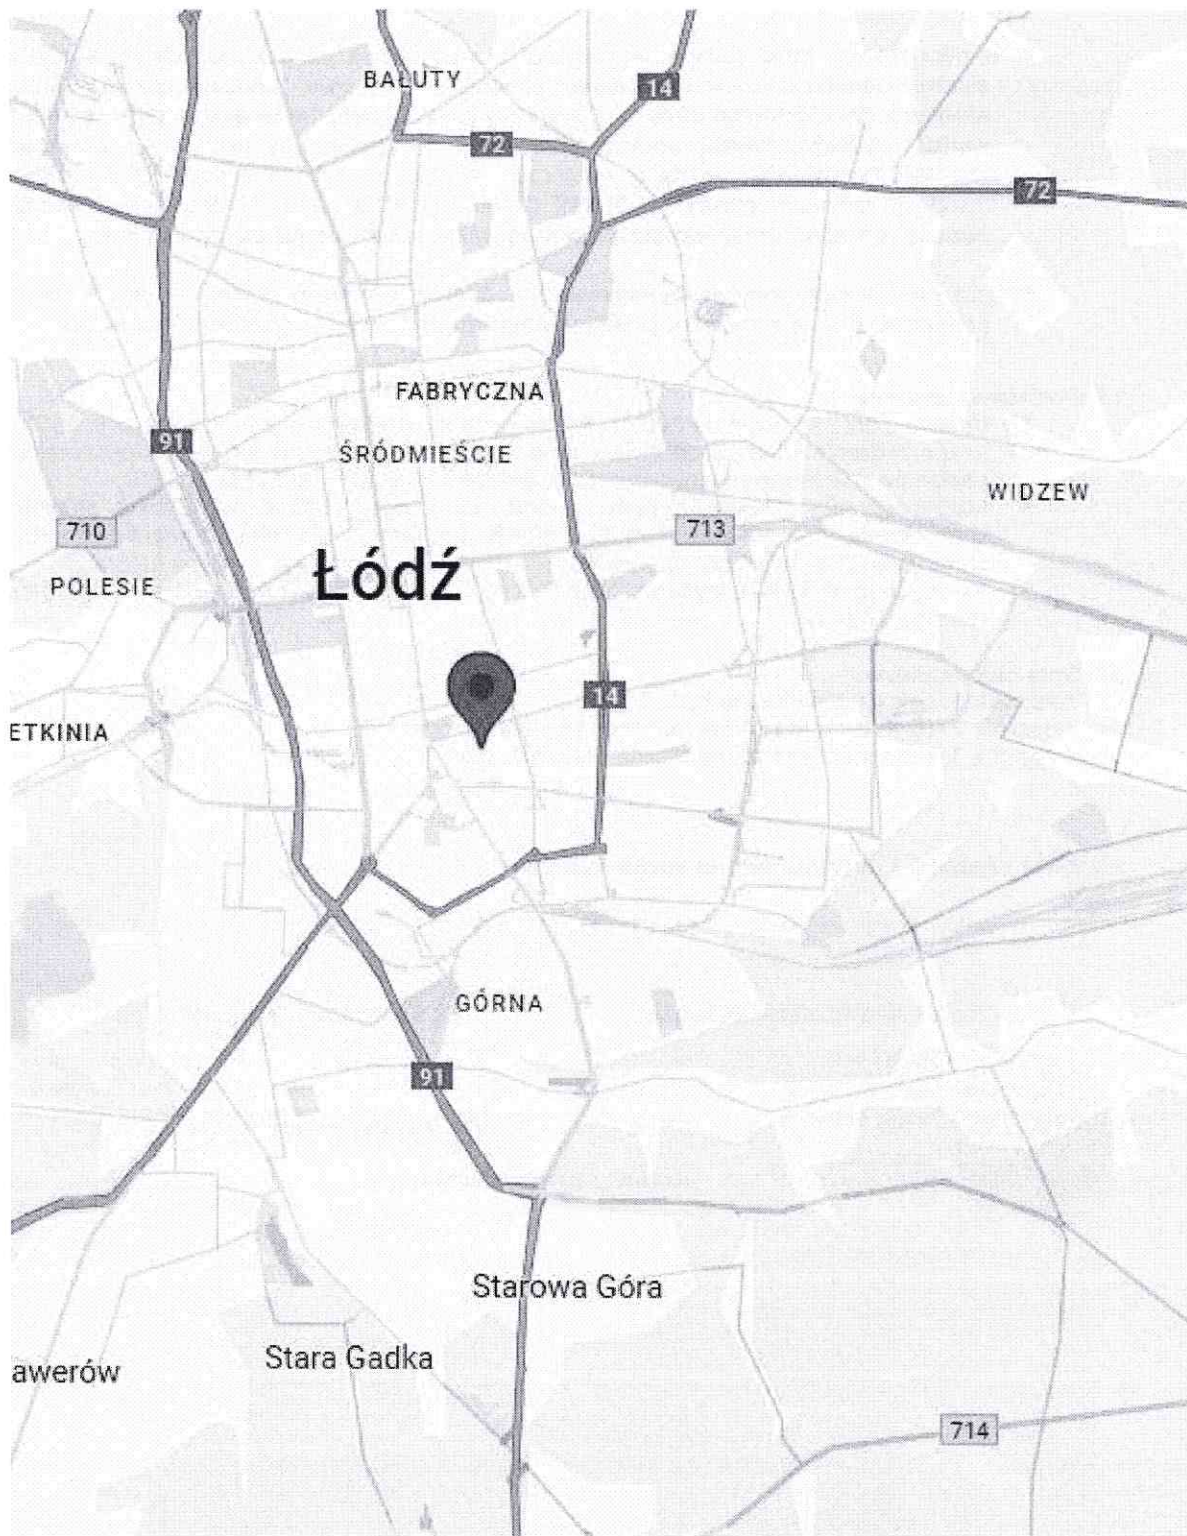 BAŁUTY
14
72
72
FABRYCZNA
91
ŚRÓDMIEŚCIE
WIDZEW
710
713
Łódź
POLESIE
14
ETKINIA
GÓRNA
91
Starowa Góra
Stara Gadka
awerów
714